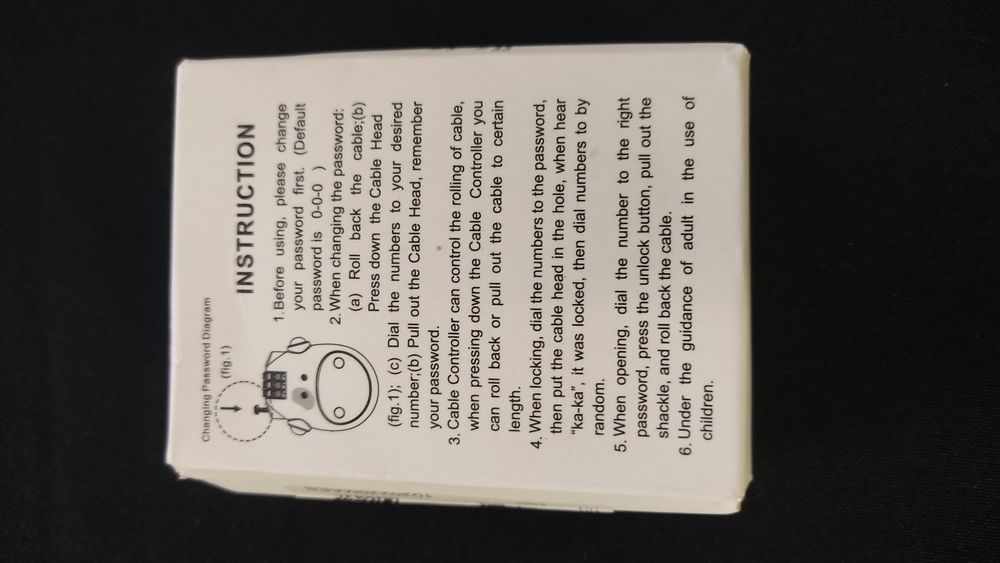 Changing Password Diagram
(fig.1)
INSTRUCTION
1.Before using, please change
your password first. (Default
password is 0-0-0 )
2. When changing the password:
(a) Roll back the cable;(b)
Press down the Cable Head
(fig.1); (c) Dial the numbers to your desired
number;(b) Pull out the Cable Head, remember
your password.
3. Cable Controller can control the rolling of cable,
when pressing down the Cable Controller you
can roll back or pull out the cable to certain
length.
4. When locking, dial the numbers to the password,
then put the cable head in the hole, when hear
"ka-ka", it was locked, then dial numbers to by
random.
5. When opening, dial the number to the right
password, press the unlock button, pull out the
shackle, and roll back the cable.
6. Under the guidance of adult in the use of
children.